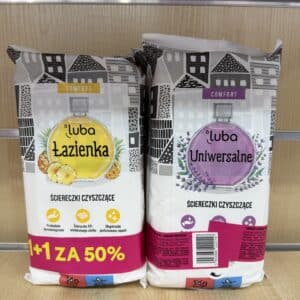 COMFORT
luba
Łazienka
ŚCIERECZKI CZYSZCZĄCE
1+1 ZA 50%
COMFORT
luba
Uniwersalne
ŚCIERECZKI CZYSZCZĄCE